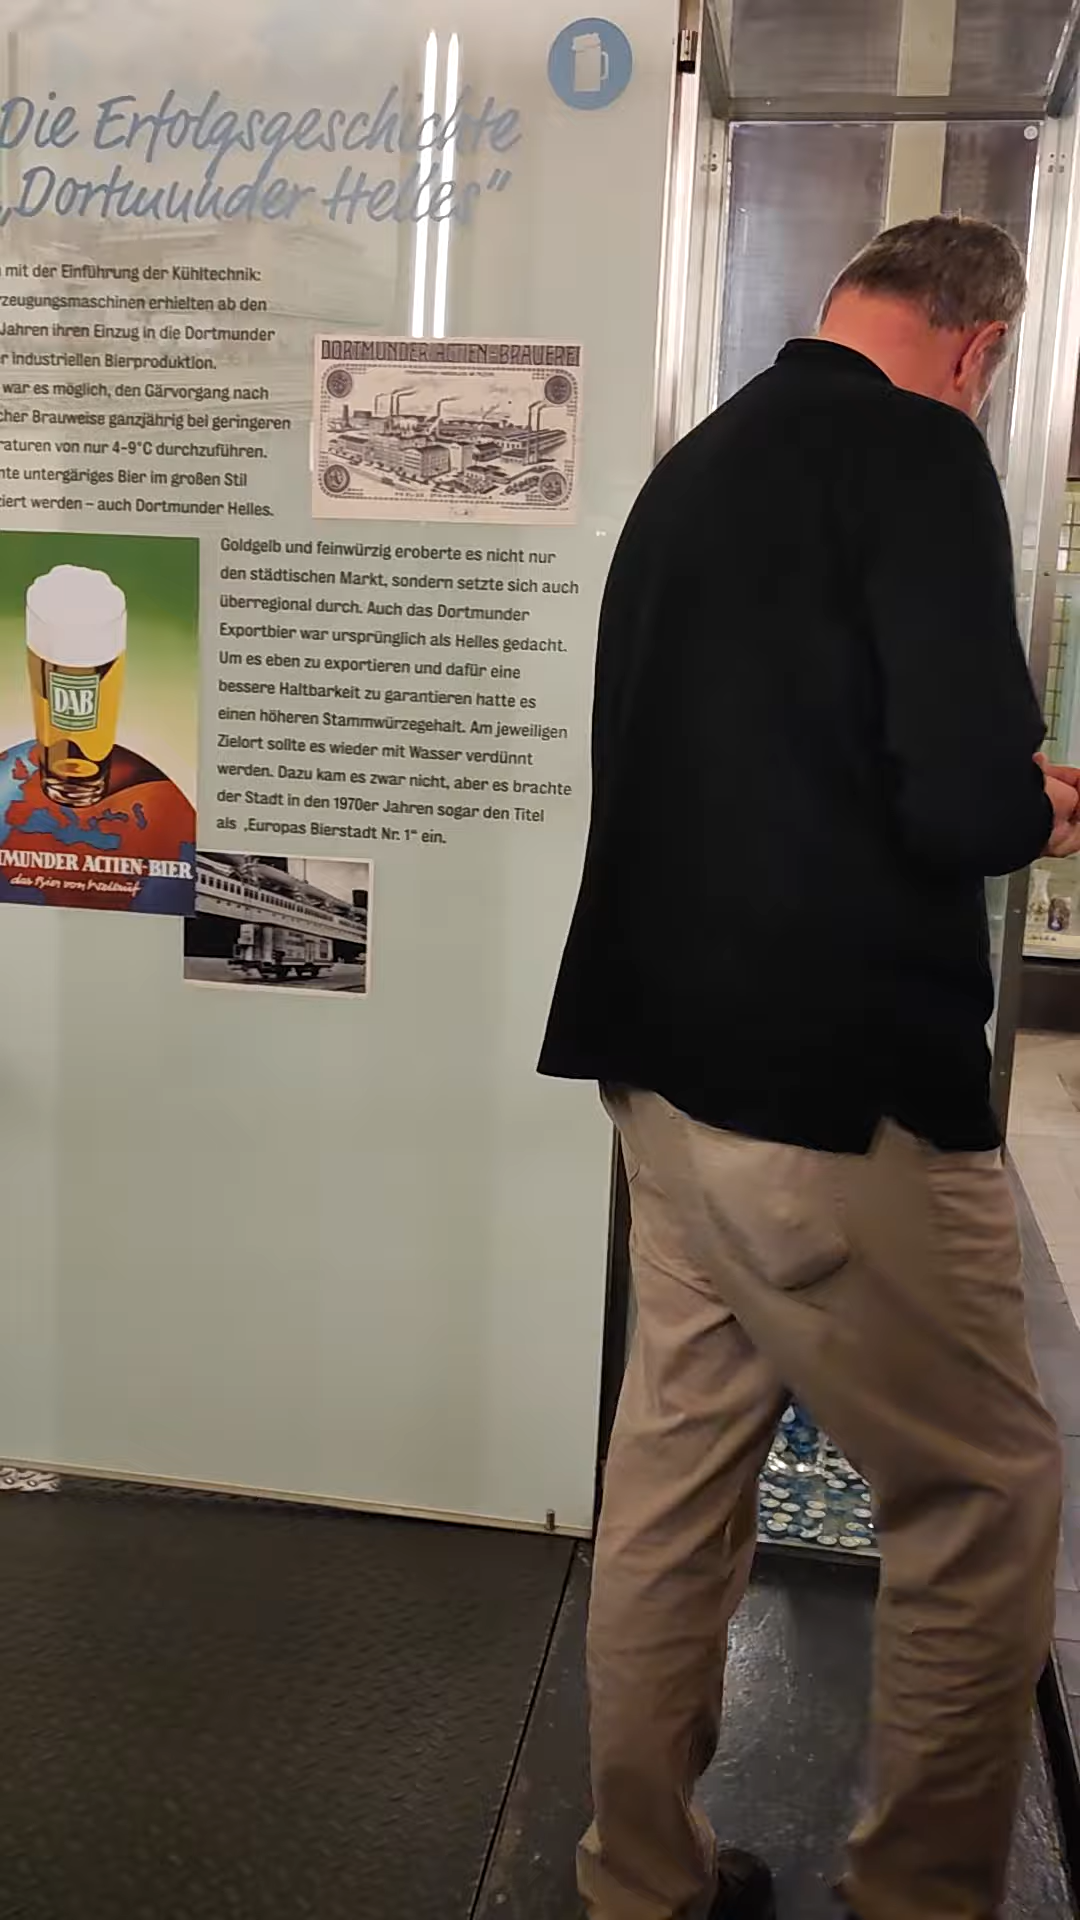 Die Erfolgsgeschichte
„Dortmunder Helles"
mit der Einführung der Kühltechnik:
zeugungsmaschinen erhielten ab den
Jahren ihren Einzug in die Dortmunder
r industriellen Bierproduktion.
war es möglich, den Gärvorgang nach
cher Brauweise ganzjährig bei geringeren
raturen von nur 4-9°C durchzuführen.
nte untergäriges Bier im großen Stil
ziert werden – auch Dortmunder Helles.
DORTMUNDER ACTIEN-BRAUEREI
Goldgelb und feinwürzig eroberte es nicht nur
den städtischen Markt, sondern setzte sich auch
überregional durch. Auch das Dortmunder
Exportbier war ursprünglich als Helles gedacht.
Um es eben zu exportieren und dafür eine
bessere Haltbarkeit zu garantieren hatte es
einen höheren Stammwürzegehalt. Am jeweiligen
Zielort sollte es wieder mit Wasser verdünnt
werden. Dazu kam es zwar nicht, aber es brachte
der Stadt in den 1970er Jahren sogar den Titel
als „Europas Bierstadt Nr. 1“ ein.
DAB
TMUNDER ACTIEN-BIER
das Bier von Weltruf